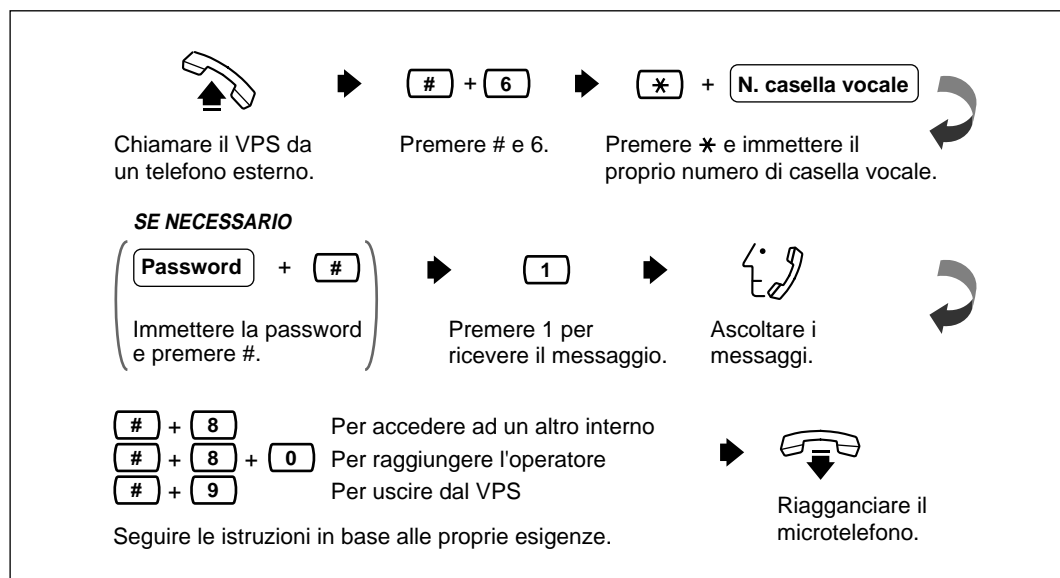 # + 6
✳ + N. casella vocale
Chiamare il VPS da
un telefono esterno.
Premere # e 6.
Premere ✳ e immettere il
proprio numero di casella vocale.
SE NECESSARIO
Password + #
1
Immettere la password
e premere #.
Premere 1 per
ricevere il messaggio.
Ascoltare i
messaggi.
# + 8 Per accedere ad un altro interno
# + 8 + 0 Per raggiungere l'operatore
# + 9 Per uscire dal VPS
Seguire le istruzioni in base alle proprie esigenze.
Riagganciare il
microtelefono.